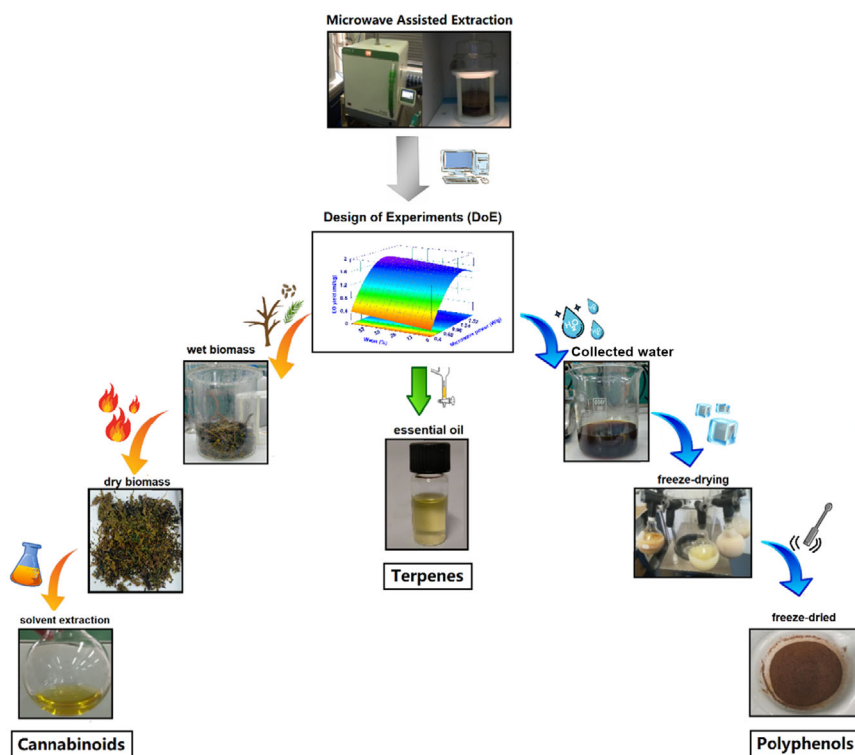 Microwave Assisted Extraction
Design of Experiments (DoE)
wet biomass
Collected water
essential oil
dry biomass
freeze-drying
Terpenes
solvent extraction
freeze-dried
Cannabinoids
Polyphenols